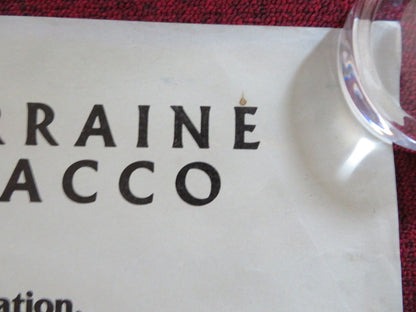 RRAINE
ACCO
ation.